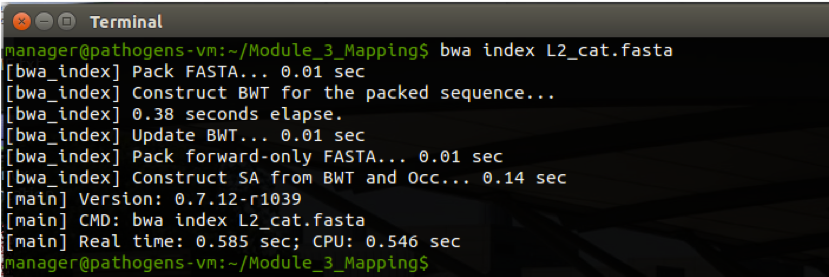 Terminal
manager@pathogens-vm:~/Module_3_Mapping$ bwa index L2_cat.fasta
[bwa_index] Pack FASTA... 0.01 sec
[bwa_index] Construct BWT for the packed sequence...
[bwa_index] 0.38 seconds elapse.
[bwa_index] Update BWT... 0.01 sec
[bwa_index] Pack forward-only FASTA... 0.01 sec
[bwa_index] Construct SA from BWT and Occ... 0.14 sec
[main] Version: 0.7.12-r1039
[main] CMD: bwa index L2_cat.fasta
[main] Real time: 0.585 sec; CPU: 0.546 sec
manager@pathogens-vm:~/Module_3_Mapping$